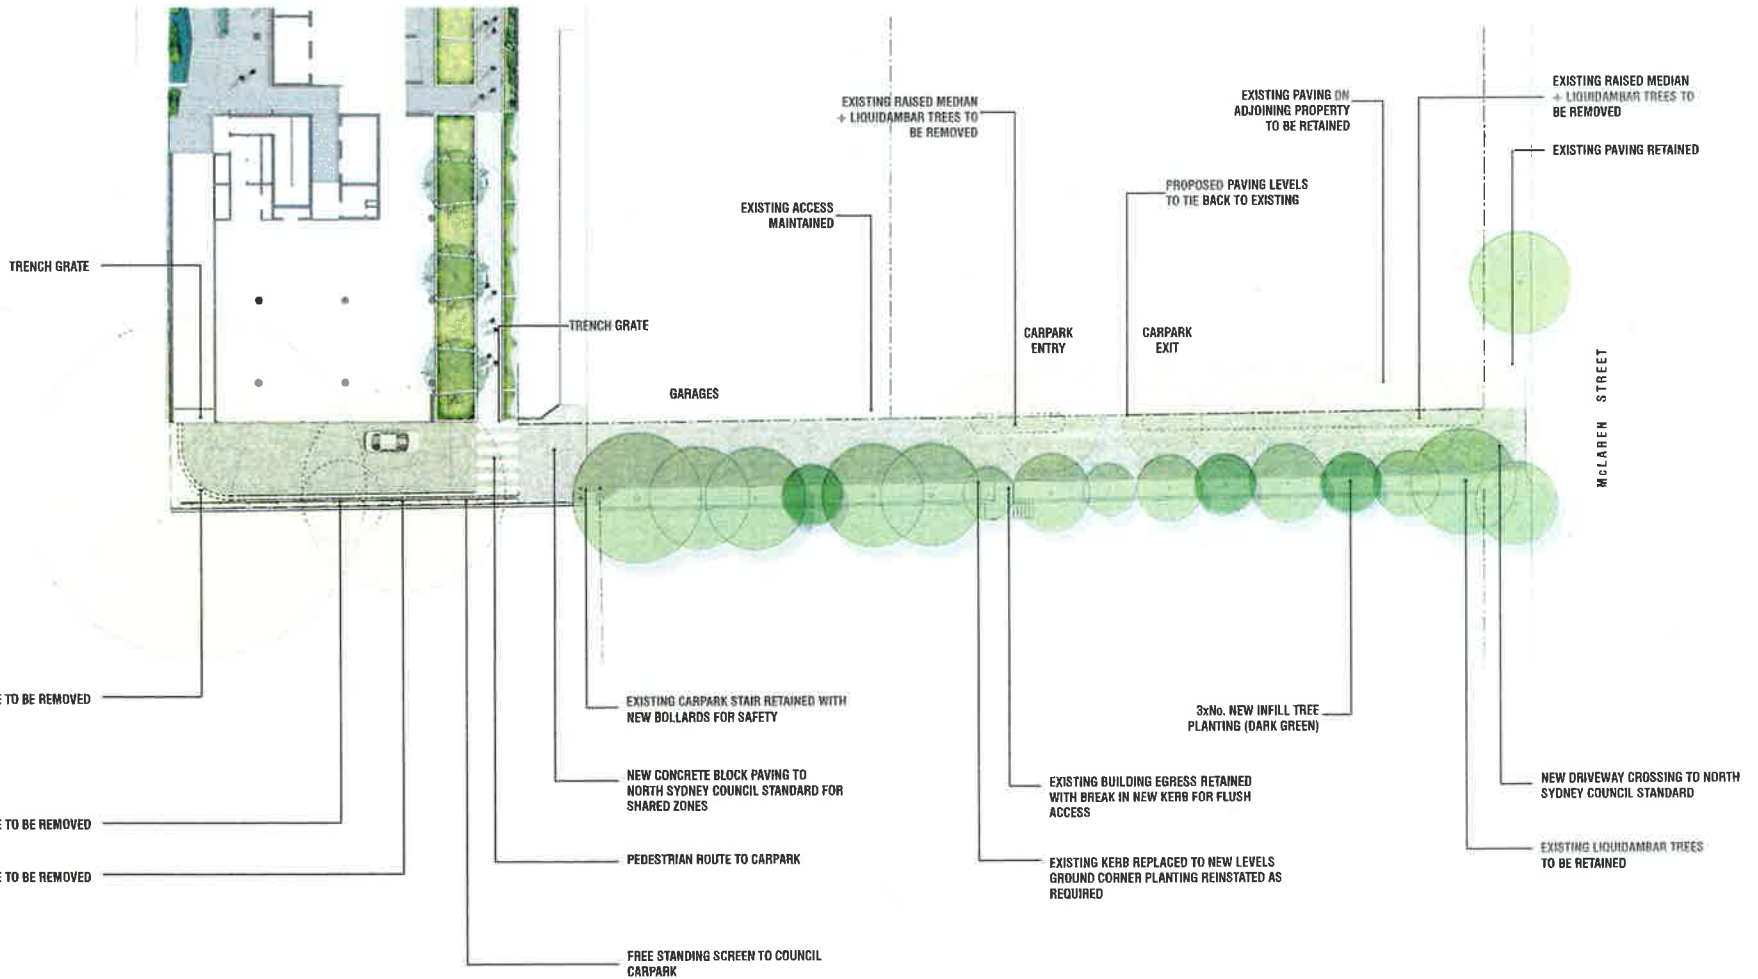 EXISTING RAISED MEDIAN
+ LIQUIDAMBAR TREES TO
BE REMOVED
EXISTING PAVING ON
ADJOINING PROPERTY
TO BE RETAINED
EXISTING RAISED MEDIAN
+ LIQUIDAMBAR TREES TO
BE REMOVED
EXISTING PAVING RETAINED
PROPOSED PAVING LEVELS
TO TIE BACK TO EXISTING
EXISTING ACCESS
MAINTAINED
TRENCH GRATE
TRENCH GRATE
CARPARK
ENTRY
CARPARK
EXIT
GARAGES
McLAREN STREET
E TO BE REMOVED
EXISTING CARPARK STAIR RETAINED WITH
NEW BOLLARDS FOR SAFETY
3xNo. NEW INFILL TREE
PLANTING (DARK GREEN)
NEW CONCRETE BLOCK PAVING TO
NORTH SYDNEY COUNCIL STANDARD FOR
SHARED ZONES
EXISTING BUILDING EGRESS RETAINED
WITH BREAK IN NEW KERB FOR FLUSH
ACCESS
NEW DRIVEWAY CROSSING TO NORTH
SYDNEY COUNCIL STANDARD
E TO BE REMOVED
PEDESTRIAN ROUTE TO CARPARK
EXISTING KERB REPLACED TO NEW LEVELS
GROUND CORNER PLANTING REINSTATED AS
REQUIRED
EXISTING LIQUIDAMBAR TREES
TO BE RETAINED
E TO BE REMOVED
FREE STANDING SCREEN TO COUNCIL
CARPARK